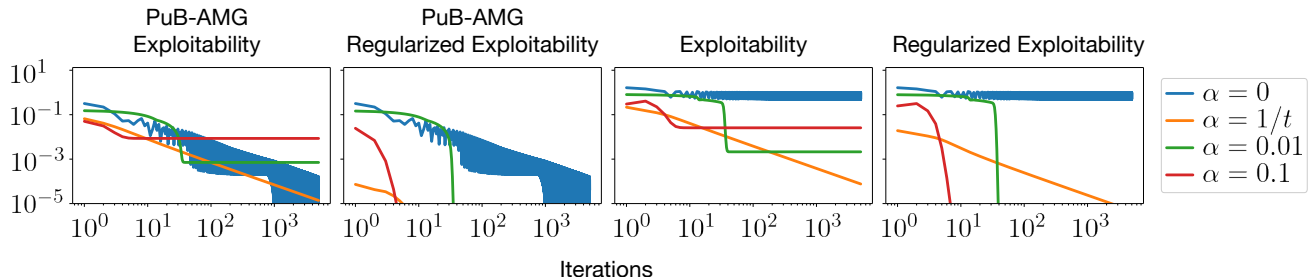 PuB-AMG
Exploitability
PuB-AMG
Regularized Exploitability
Exploitability
Regularized Exploitability
10^1
10^{-1}
10^{-3}
10^{-5}
10^0 10^1 10^2 10^3
10^0 10^1 10^2 10^3
10^0 10^1 10^2 10^3
10^0 10^1 10^2 10^3
Iterations
α = 0
α = 1/t
α = 0.01
α = 0.1